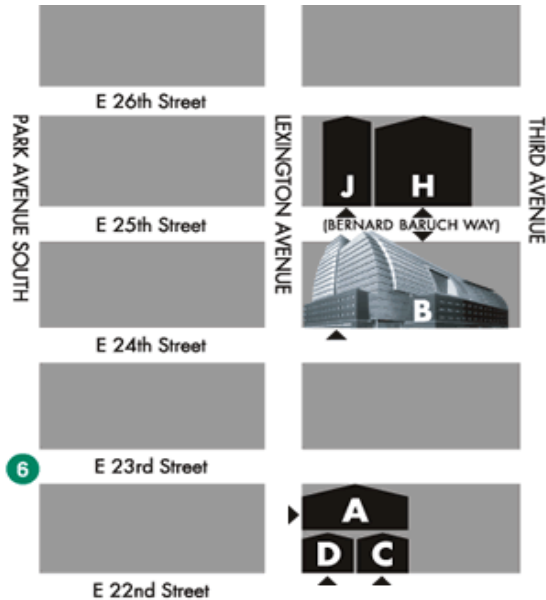 E 26th Street
PARK AVENUE SOUTH
LEXINGTON AVENUE
THIRD AVENUE
J
H
E 25th Street
(BERNARD BARUCH WAY)
B
E 24th Street
6
E 23rd Street
A
D
C
E 22nd Street